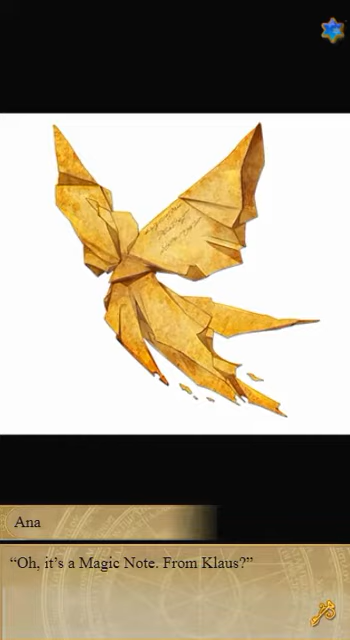 Ana
“Oh, it’s a Magic Note. From Klaus?”